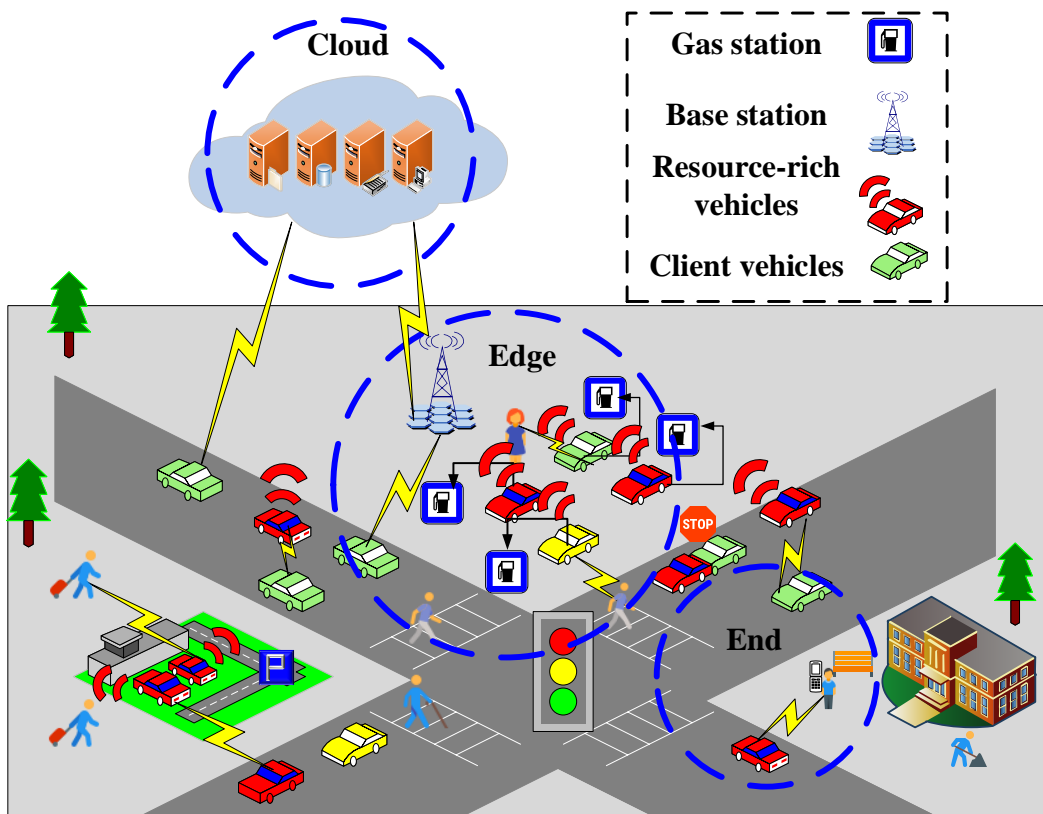 Cloud
Gas station
Base station
Resource-rich
vehicles
Client vehicles
Edge
STOP
End
P